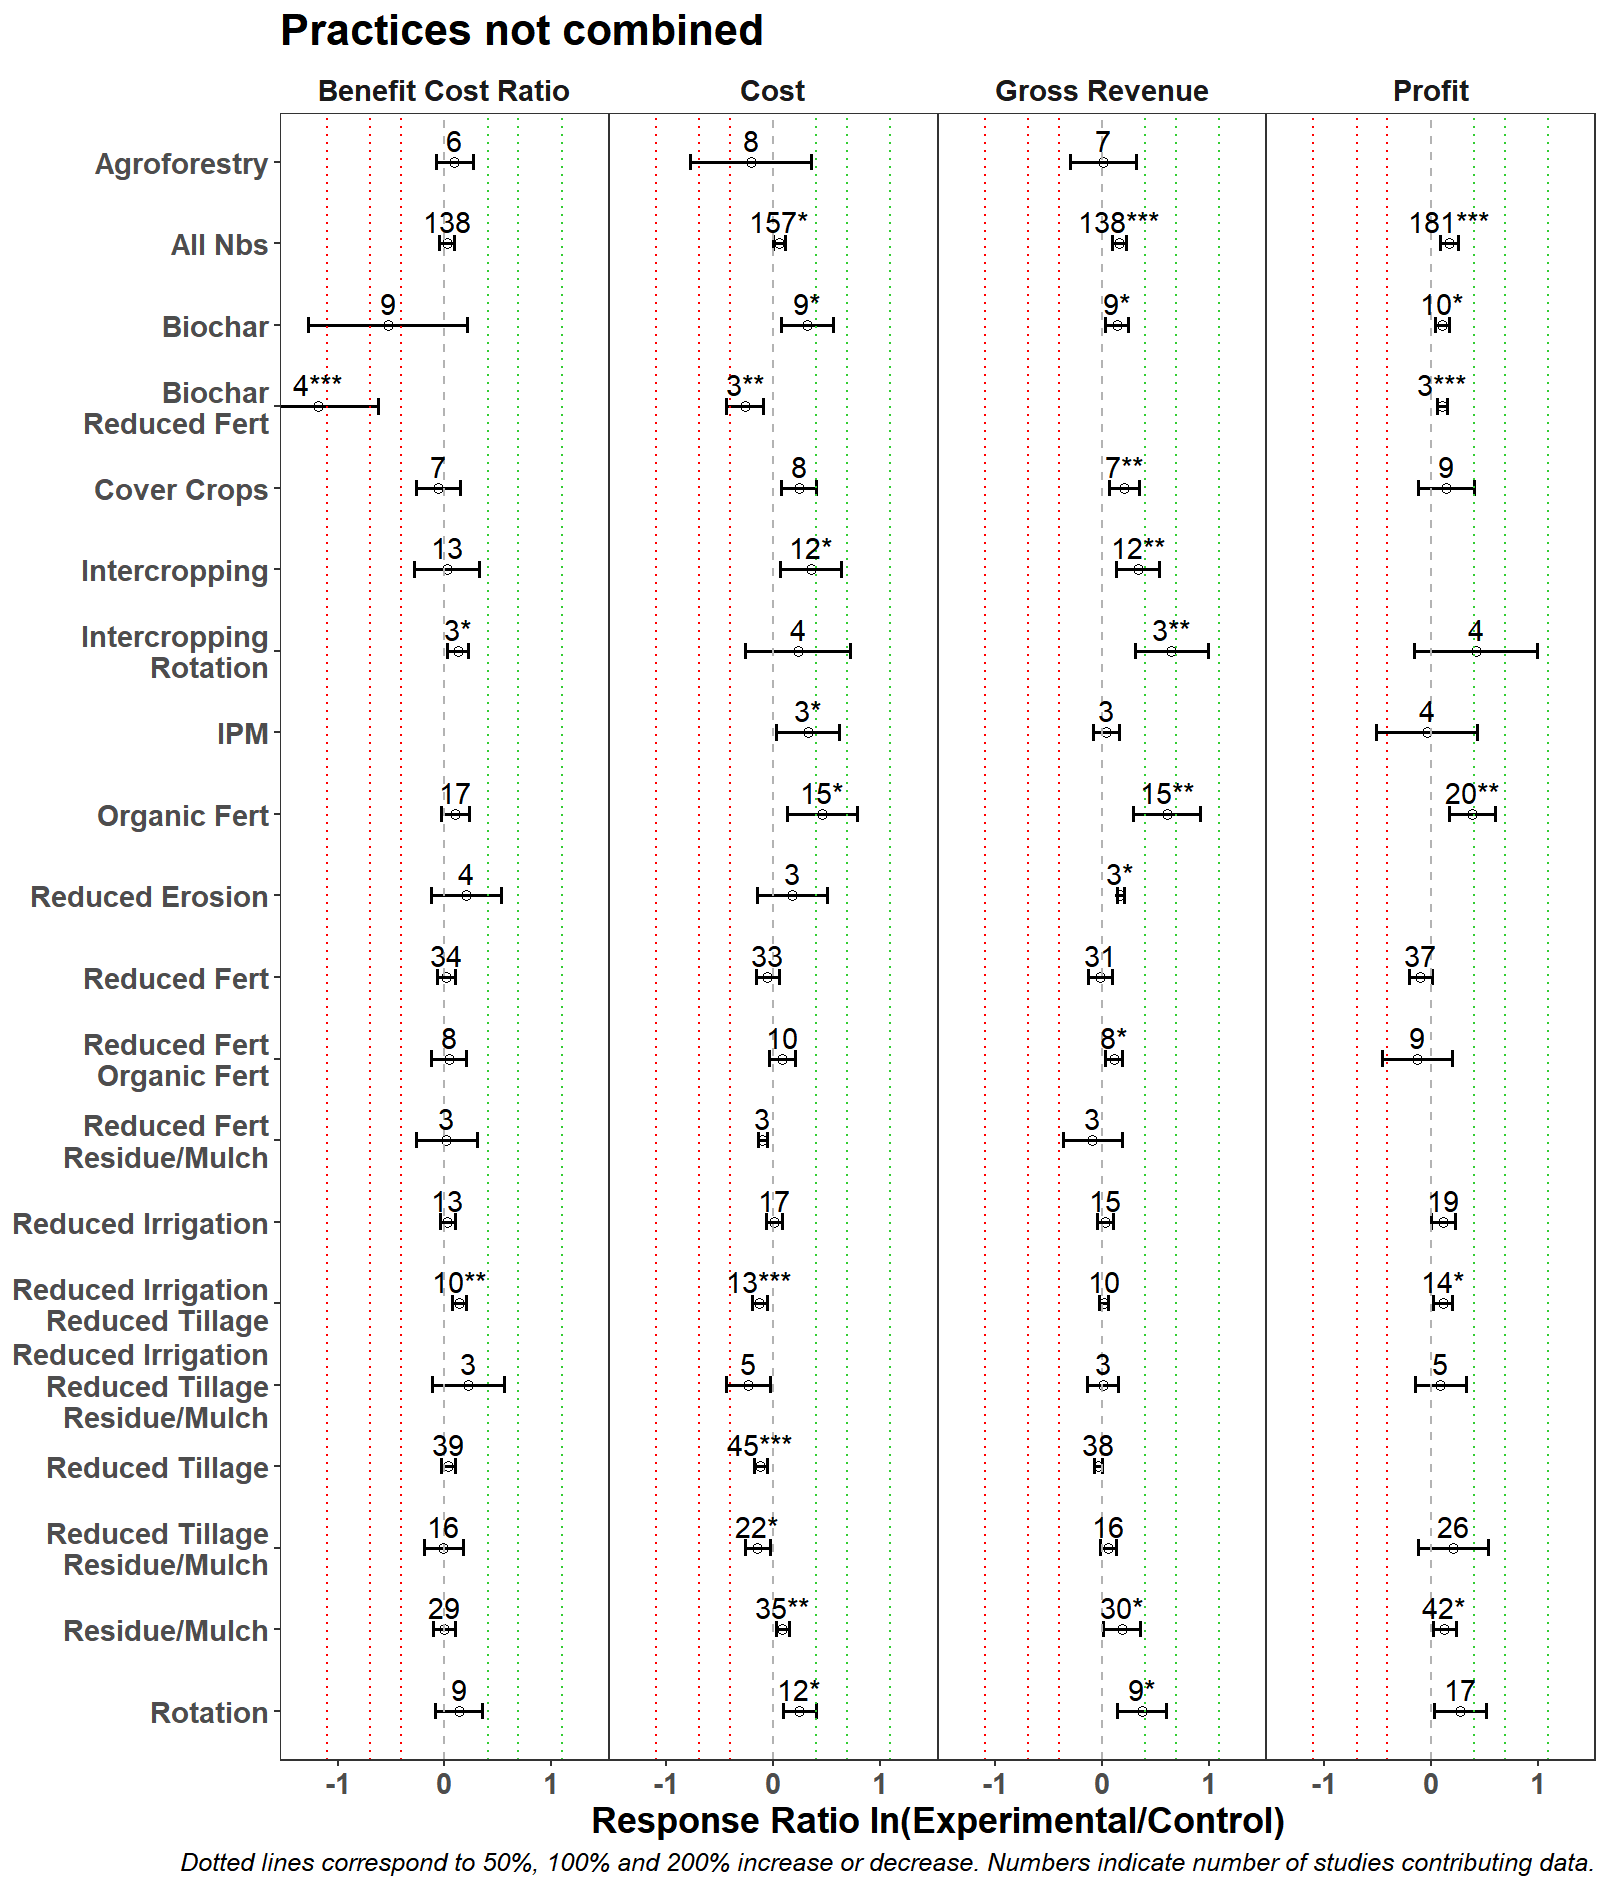 Practices not combined
Benefit Cost Ratio Cost Gross Revenue Profit
Agroforestry 6 8 7
All Nbs 138 157* 138*** 181***
Biochar 9 9* 9* 10*
Biochar
Reduced Fert 4*** 3** 3***
Cover Crops 7 8 7** 9
Intercropping 13 12* 12**
Intercropping
Rotation 3* 4 3** 4
IPM 3* 3 4
Organic Fert 17 15* 15** 20**
Reduced Erosion 4 3 3*
Reduced Fert 34 33 31 37
Reduced Fert
Organic Fert 8 10 8* 9
Reduced Fert
Residue/Mulch 3 3 3
Reduced Irrigation 13 17 15 19
Reduced Irrigation
Reduced Tillage 10** 13*** 10 14*
Reduced Irrigation
Reduced Tillage 3 5 3 5
Residue/Mulch
Reduced Tillage 39 45*** 38
Reduced Tillage
Residue/Mulch 16 22* 16 26
Residue/Mulch 29 35** 30* 42*
Rotation 9 12* 9* 17
-1 0 1 -1 0 1 -1 0 1 -1 0 1
Response Ratio ln(Experimental/Control)
Dotted lines correspond to 50%, 100% and 200% increase or decrease. Numbers indicate number of studies contributing data.